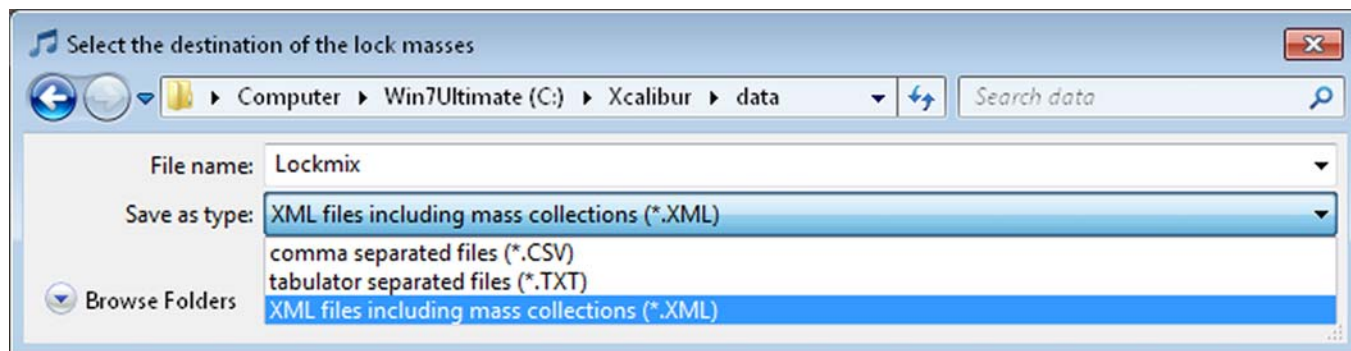 Select the destination of the lock masses
Computer Win7Ultimate (C:) Xcalibur data Search data
File name: Lockmix
Save as type: XML files including mass collections (*.XML)
comma separated files (*.CSV)
tabulator separated files (*.TXT)
XML files including mass collections (*.XML)
Browse Folders